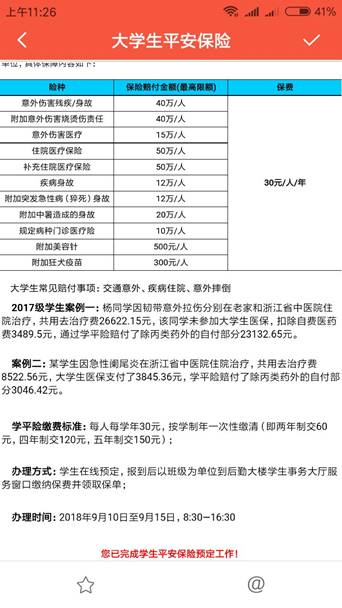 上午11:26
41%
大学生平安保险
单位，具体保障内容如下：
险种 保险赔付金额(最高限额) 保费
意外伤害残疾/身故 40万/人
附加意外伤害烧烫伤责任 40万/人
意外伤害医疗 15万/人
住院医疗保险 50万/人
补充住院医疗保险 50万/人
疾病身故 12万/人
30元/人/年
附加突发急性病（猝死）身故 12万/人
附加中暑造成的身故 20万/人
规定病种门诊医疗险 10万/人
附加美容针 500元/人
附加狂犬疫苗 300元/人
大学生常见赔付事项：交通意外、疾病住院、意外摔倒
2017级学生案例一：杨同学因韧带意外拉伤分别在老家和浙江省中医院住
院治疗，共用去治疗费26622.15元，该同学未参加大学生医保，扣除自费医药
费3489.5元，通过学平险赔付了除丙类药外的自付部分23132.65元。
案例二：某学生因急性阑尾炎在浙江省中医院住院治疗，共用去治疗费
8522.56元，大学生医保支付了3845.36元，学平险赔付了除丙类药外的自付部
分3046.42元。
学平险缴费标准：每人每学年30元，按学制年一次性缴清（即两年制交60
元，四年制交120元，五年制交150元）；
办理方式：学生在线预定，报到后以班级为单位到后勤大楼学生事务大厅服
务窗口缴纳保费并领取保单；
办理时间：2018年9月10日至9月15日，8:30—16:30
您已完成学生平安保险预定工作！
@